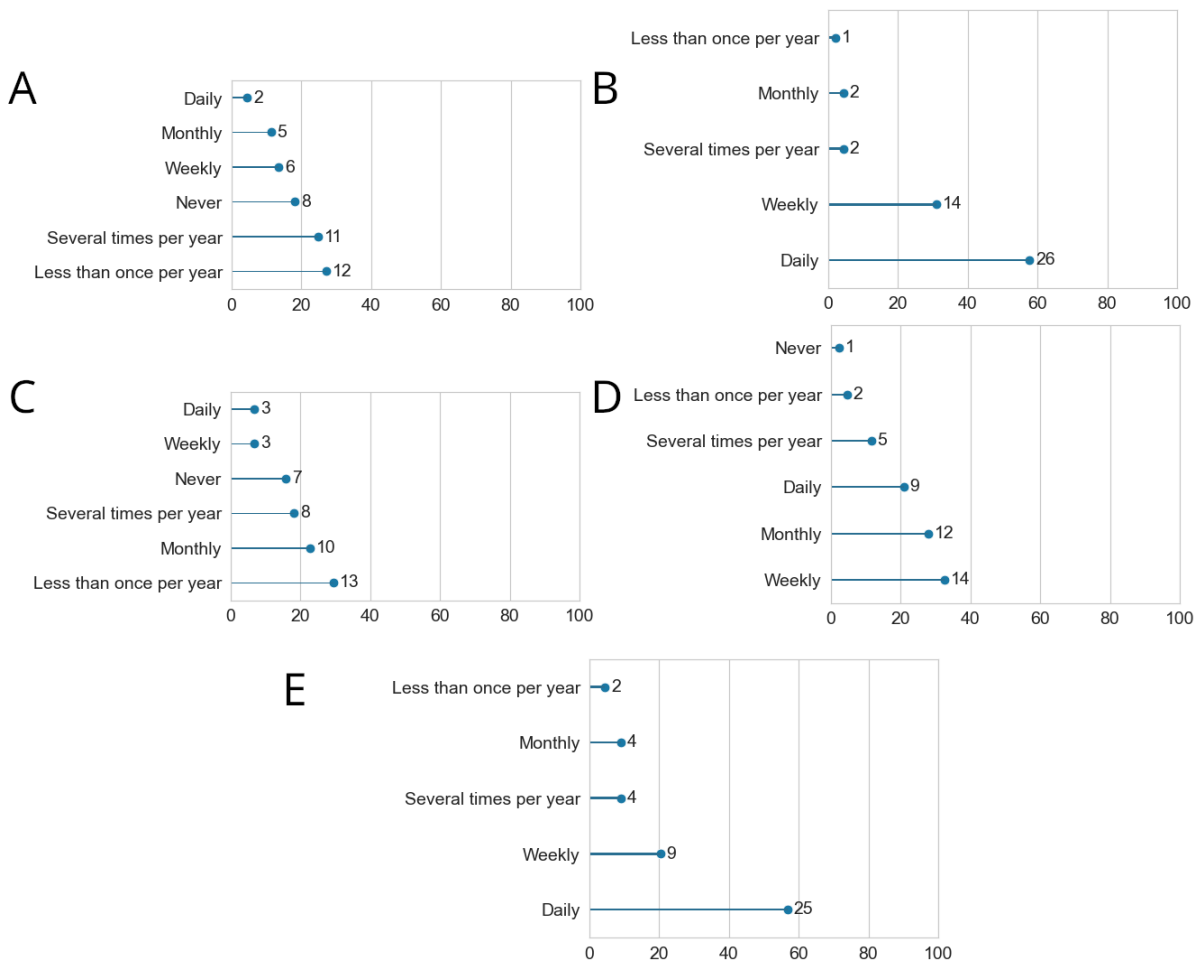 A
Daily 2
Monthly 5
Weekly 6
Never 8
Several times per year 11
Less than once per year 12
0 20 40 60 80 100
B
Less than once per year 1
Monthly 2
Several times per year 2
Weekly 14
Daily 26
0 20 40 60 80 100
C
Daily 3
Weekly 3
Never 7
Several times per year 8
Monthly 10
Less than once per year 13
0 20 40 60 80 100
D
Never 1
Less than once per year 2
Several times per year 5
Daily 9
Monthly 12
Weekly 14
0 20 40 60 80 100
E
Less than once per year 2
Monthly 4
Several times per year 4
Weekly 9
Daily 25
0 20 40 60 80 100